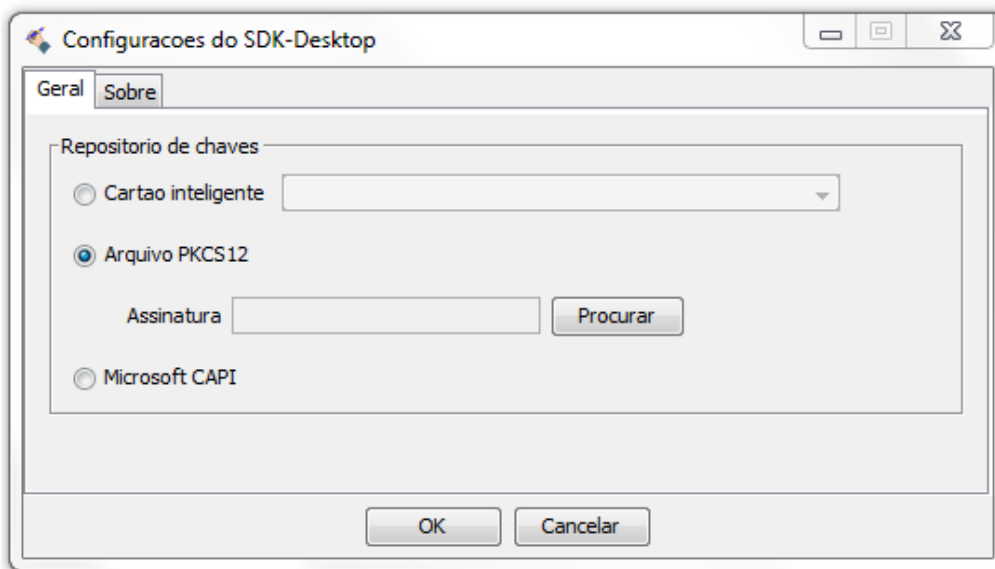 Configuracoes do SDK-Desktop
Geral Sobre
Repositorio de chaves
Cartao inteligente
Arquivo PKCS12
Assinatura Procurar
Microsoft CAPI
OK Cancelar